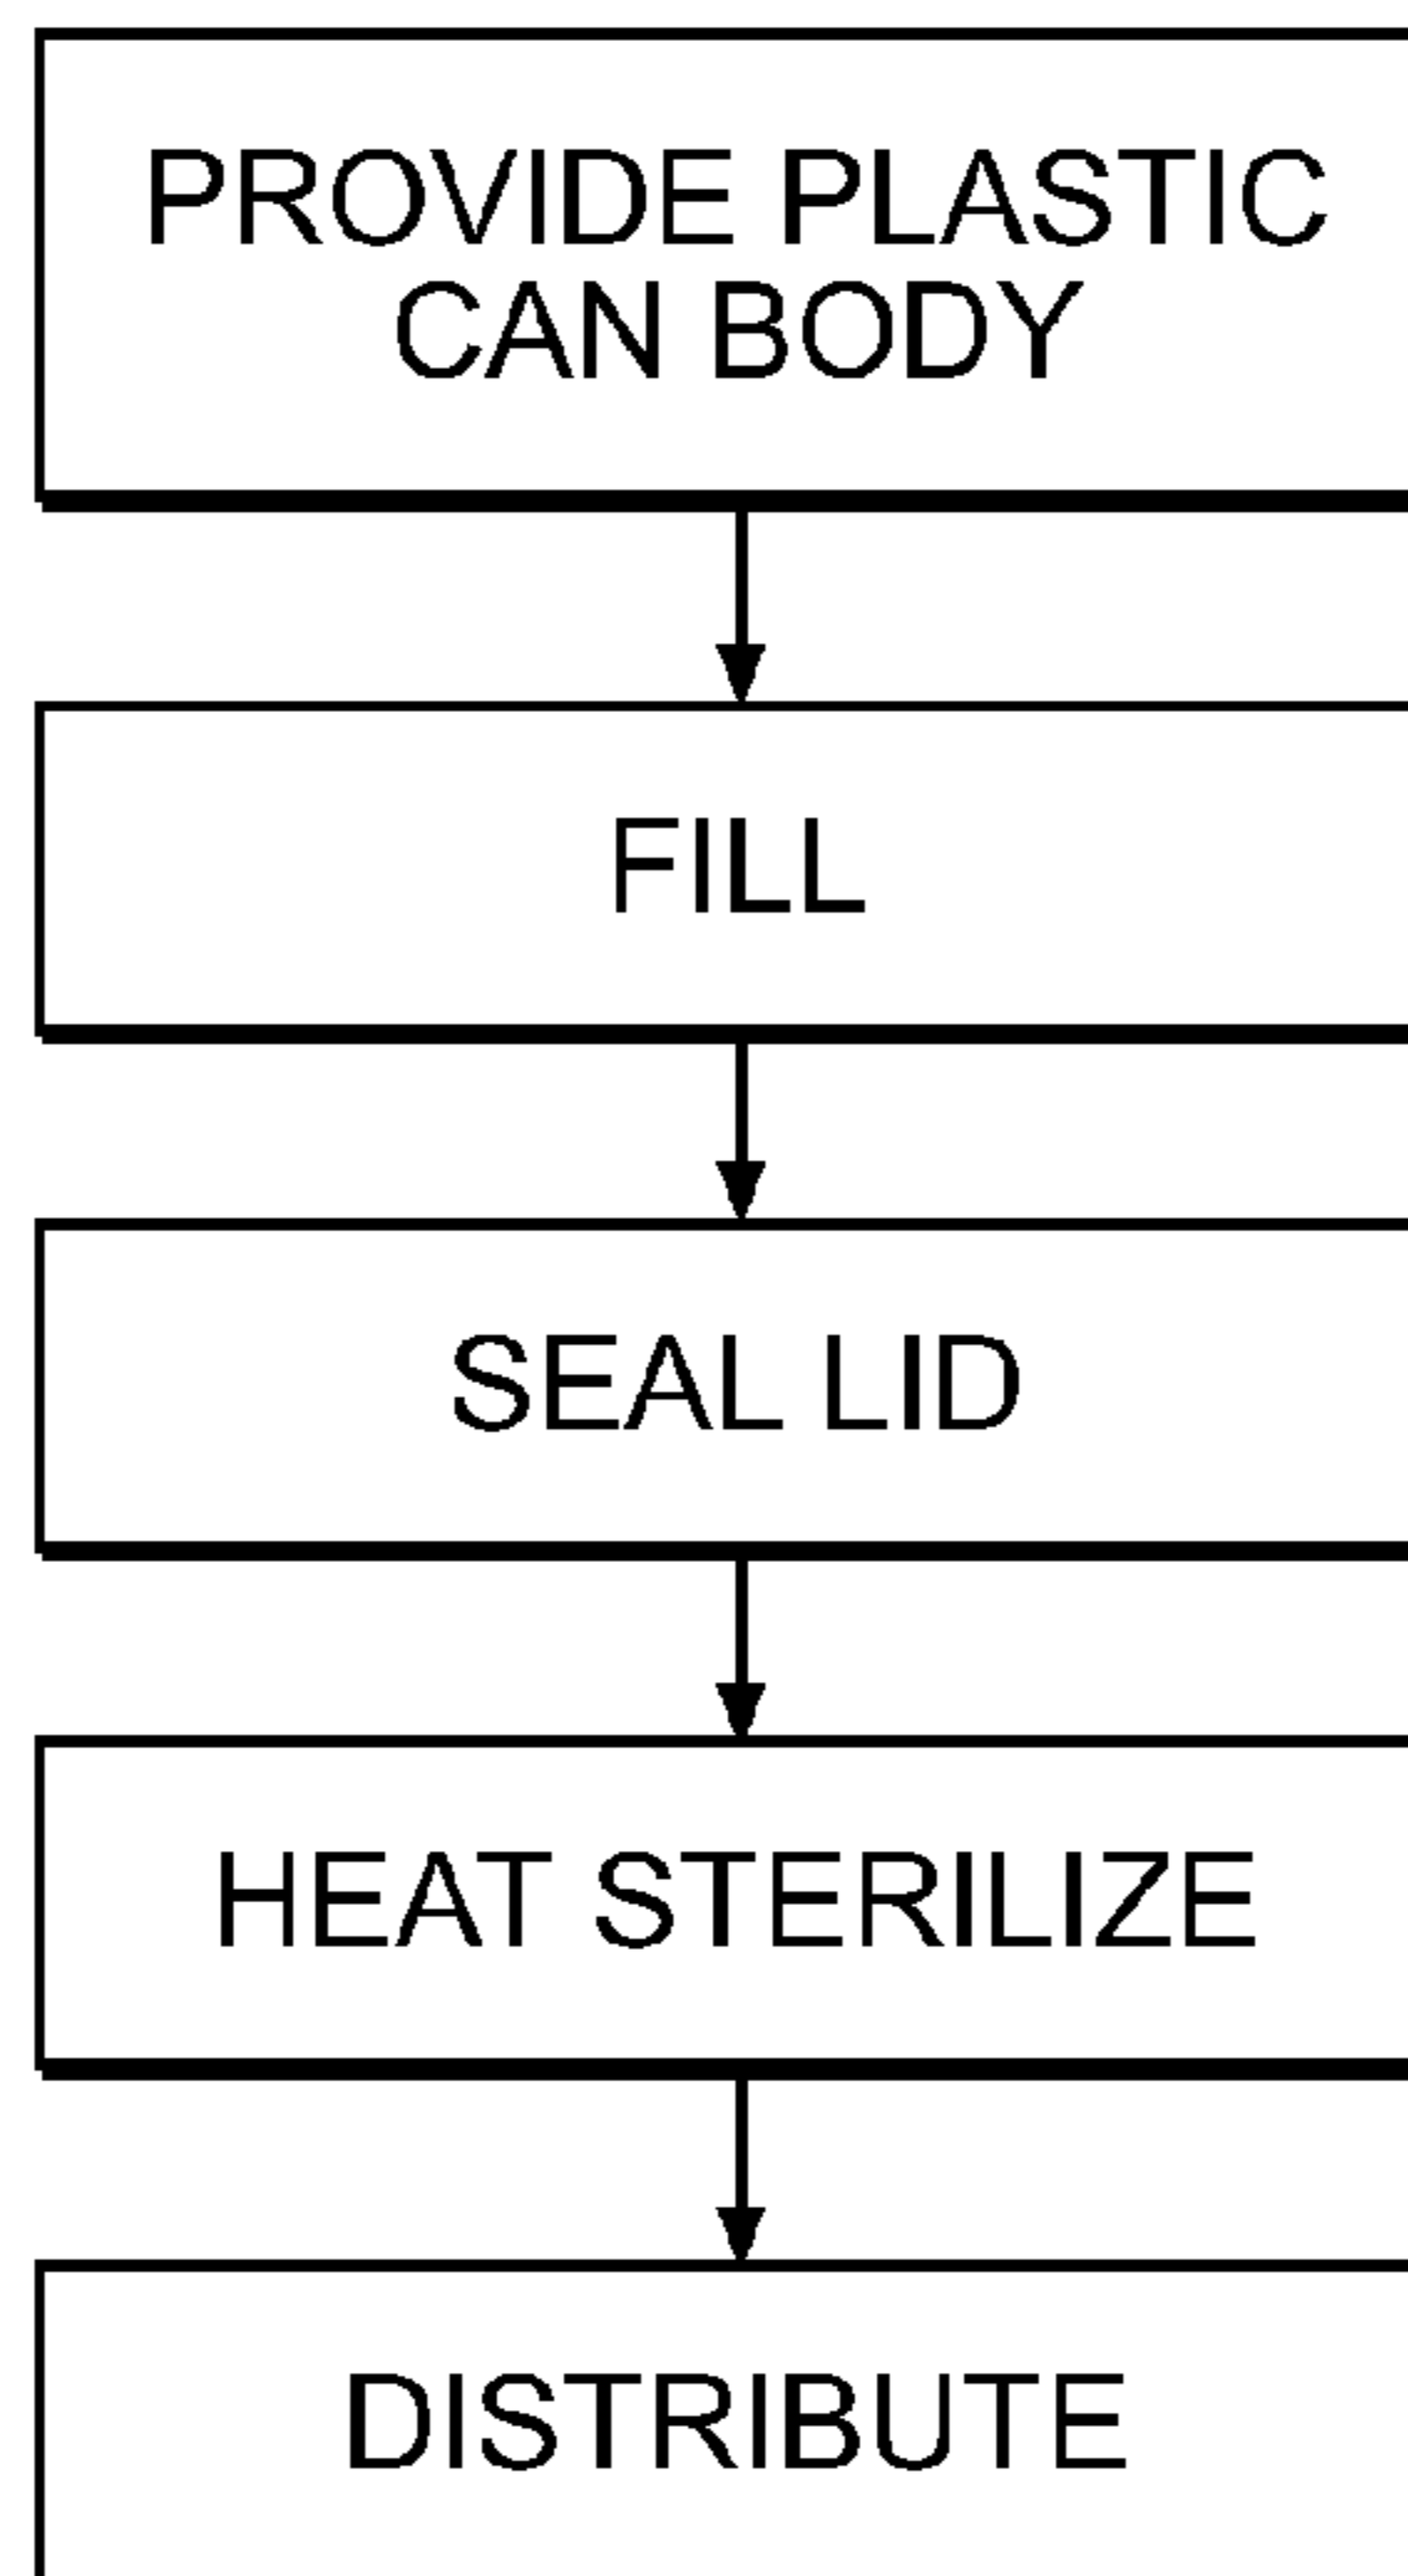 PROVIDE PLASTIC
CAN BODY
FILL
SEAL LID
HEAT STERILIZE
DISTRIBUTE